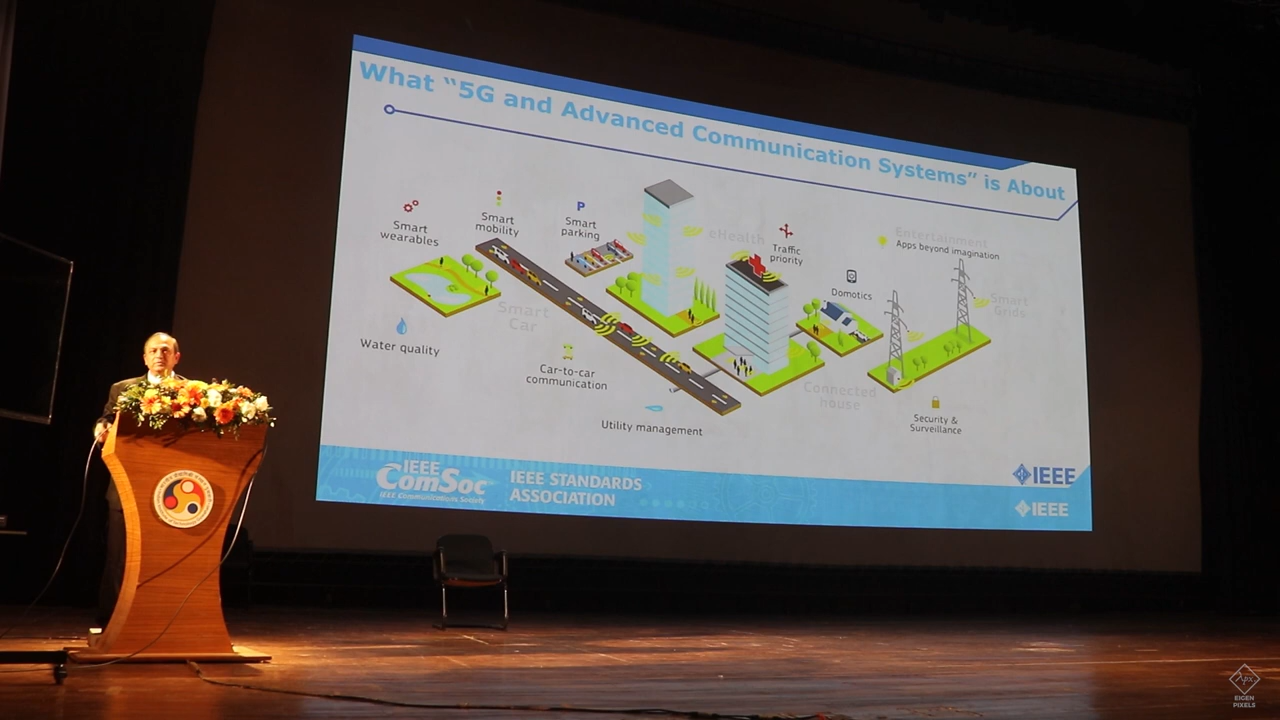 What “5G and Advanced Communication Systems” is About
Smart
wearables
Smart
mobility
P
Smart
parking
eHealth
Traffic
priority
Entertainment
Apps beyond imagination
Domotics
Smart
Grids
Smart
Car
Water quality
Car-to-car
communication
Connected
house
Utility management
Security &
Surveillance
IEEE
ComSoc
IEEE Communications Society
IEEE STANDARDS
ASSOCIATION
IEEE
IEEE
Apx
EIGEN
PIXELS